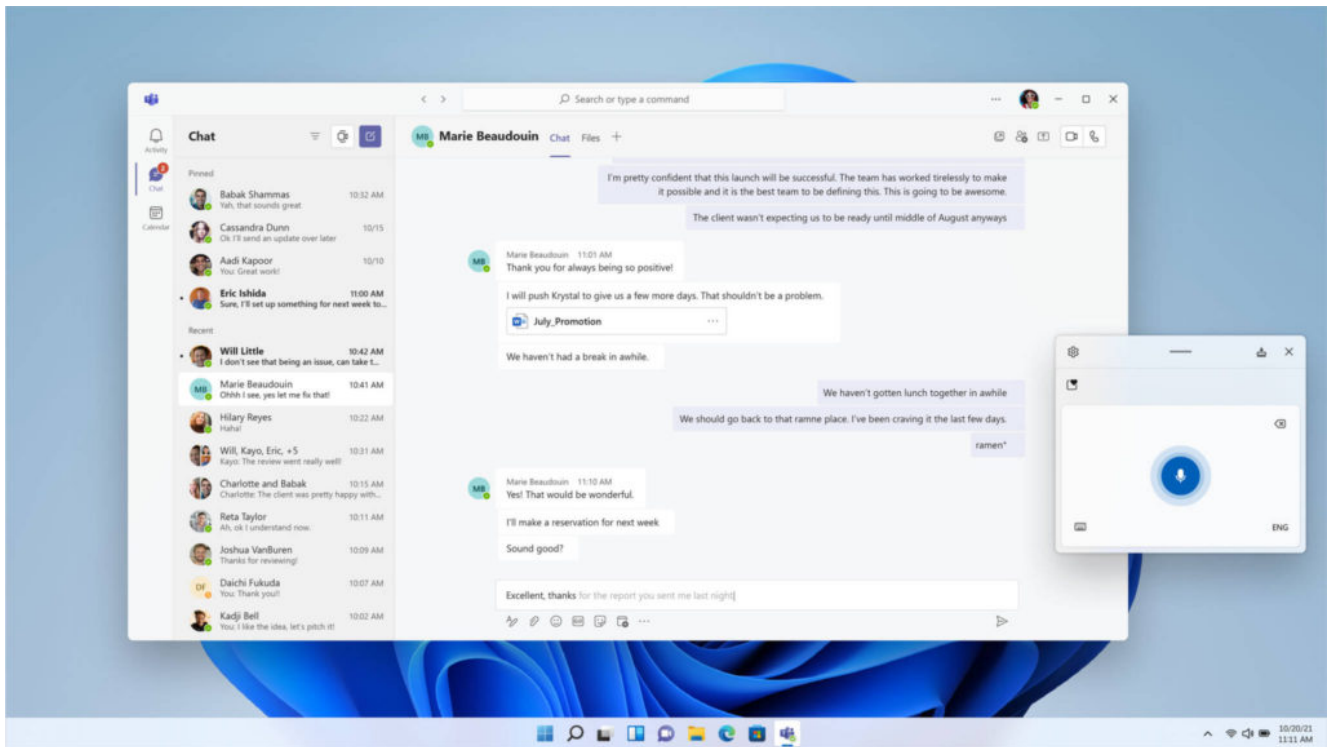 Search or type a command
Activity
2
Chat
Calendar
Chat
Pinned
Babak Shammas 10:32 AM
Yah, that sounds great
Cassandra Dunn 10/15
Ok I'll send an update over later
Aadi Kapoor 10/10
You: Great work!
Eric Ishida 11:00 AM
Sure, I'll set up something for next week to...
Recent
Will Little 10:42 AM
I don't see that being an issue, can take t...
MB
Marie Beaudouin 10:41 AM
Ohhh I see, yes let me fix that!
Hilary Reyes 10:22 AM
Haha!
Will, Kayo, Eric, +5 10:31 AM
Kayo: The review went really well!
Charlotte and Babak 10:15 AM
Charlotte: The client was pretty happy with...
Reta Taylor 10:11 AM
Ah, ok I understand now.
Joshua VanBuren 10:09 AM
Thanks for reviewing!
DF
Daichi Fukuda 10:07 AM
You: Thank you!!
Kadji Bell 10:02 AM
You: I like the idea, let's pitch it!
MB Marie Beaudouin Chat Files
I'm pretty confident that this launch will be successful. The team has worked tirelessly to make
it possible and it is the best team to be defining this. This is going to be awesome.
The client wasn't expecting us to be ready until middle of August anyways
MB
Marie Beaudouin 11:01 AM
Thank you for always being so positive!
I will push Krystal to give us a few more days. That shouldn't be a problem.
July_Promotion
We haven't had a break in awhile.
We haven't gotten lunch together in awhile
We should go back to that ramne place. I've been craving it the last few days.
ramen*
MB
Marie Beaudouin 11:10 AM
Yes! That would be wonderful.
I'll make a reservation for next week
Sound good?
Excellent, thanks for the report you sent me last night
ENG
10/20/21
11:11 AM